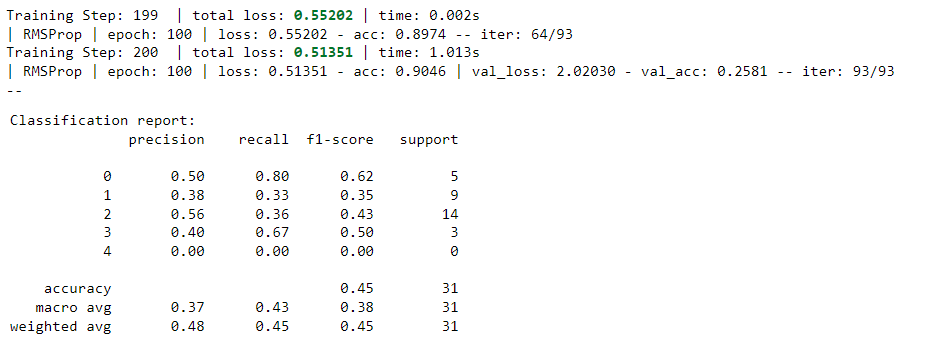 Training Step: 199  | total loss: 0.55202 | time: 0.002s
| RMSProp | epoch: 100 | loss: 0.55202 - acc: 0.8974 -- iter: 64/93
Training Step: 200  | total loss: 0.51351 | time: 1.013s
| RMSProp | epoch: 100 | loss: 0.51351 - acc: 0.9046 | val_loss: 2.02030 - val_acc: 0.2581 -- iter: 93/93
--
Classification report:
precision recall f1-score support
0 0.50 0.80 0.62 5
1 0.38 0.33 0.35 9
2 0.56 0.36 0.43 14
3 0.40 0.67 0.50 3
4 0.00 0.00 0.00 0
accuracy 0.45 31
macro avg 0.37 0.43 0.38 31
weighted avg 0.48 0.45 0.45 31